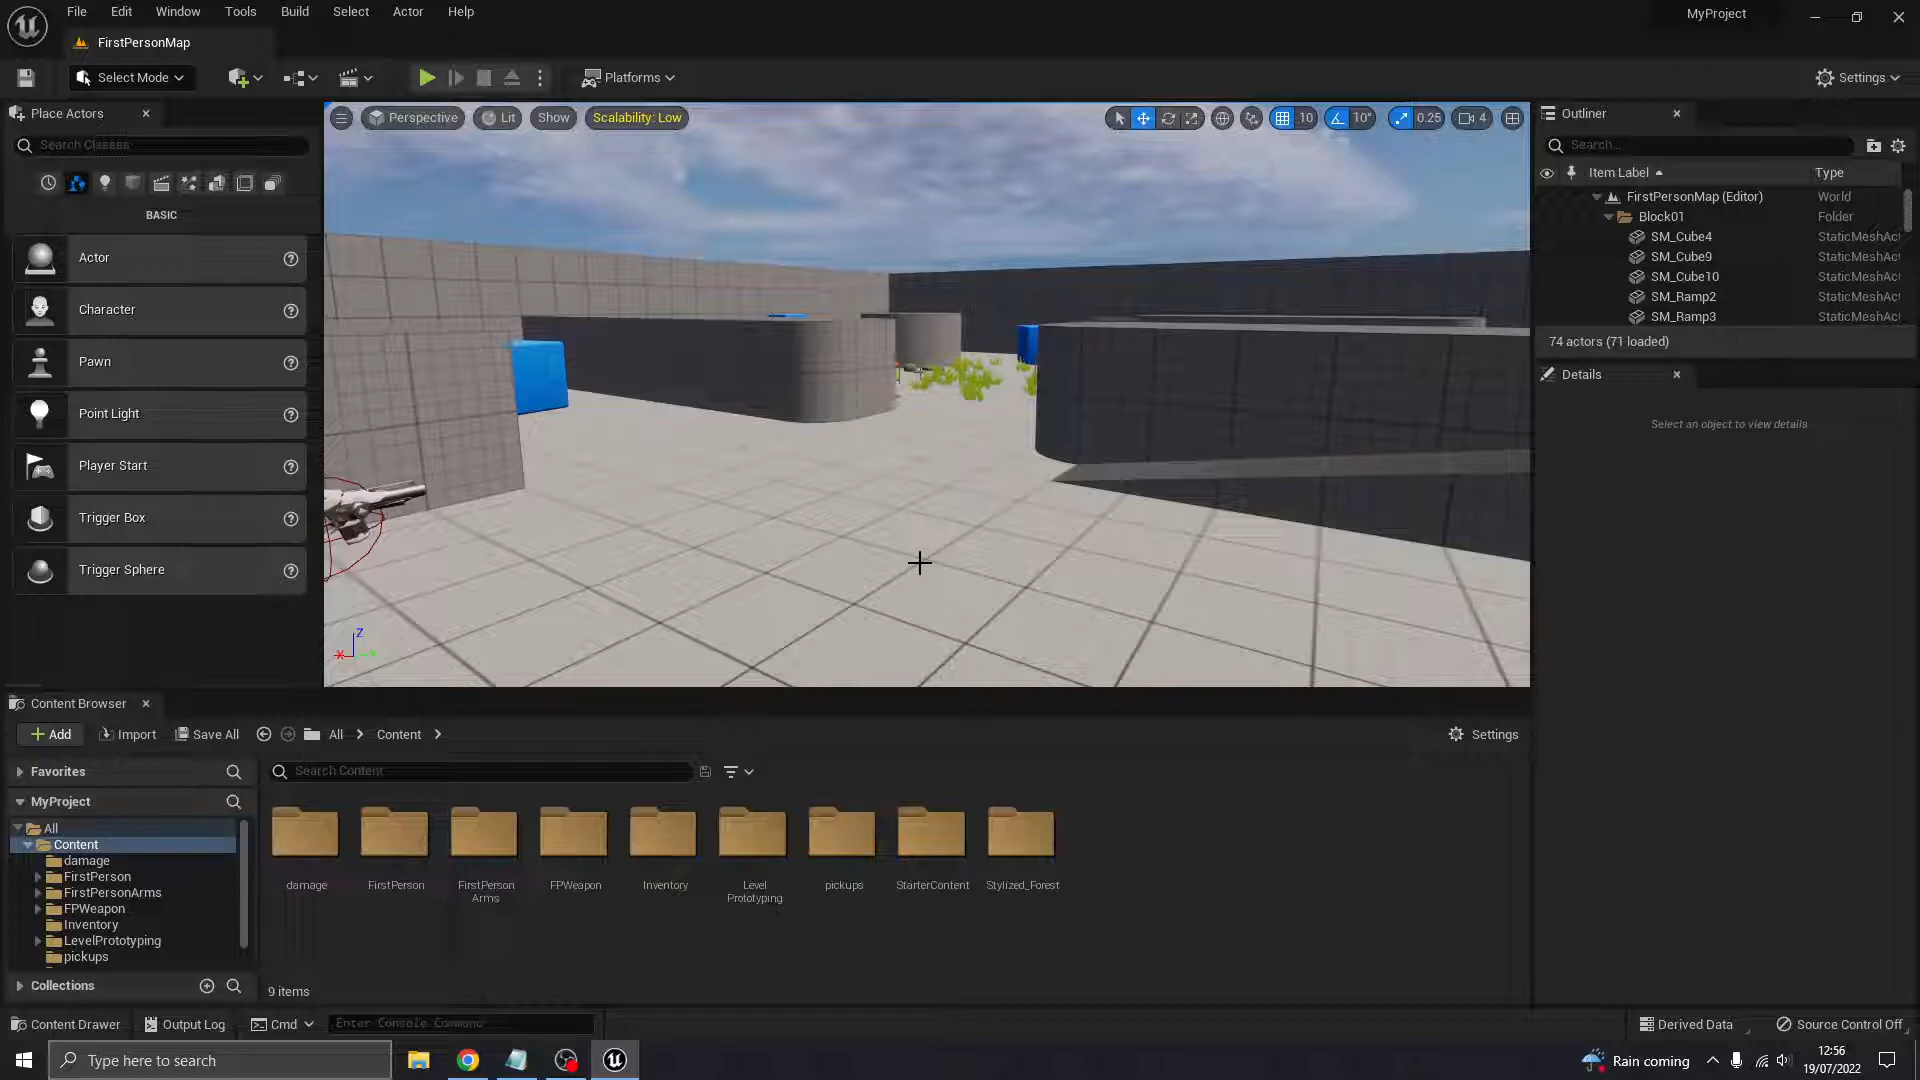 File Edit Window Tools Build Select Actor Help
MyProject
FirstPersonMap
Select Mode
Platforms
Settings
Place Actors
Search Classes
BASIC
Actor
Character
Pawn
Point Light
Player Start
Trigger Box
Trigger Sphere
Perspective
Lit
Show
Scalability: Low
10
10°
0.25
4
Z
X
Outliner
Search...
Item Label
Type
FirstPersonMap (Editor)
World
Block01
Folder
SM_Cube4
StaticMeshAct
SM_Cube9
StaticMeshAct
SM_Cube10
StaticMeshAct
SM_Ramp2
StaticMeshAct
SM_Ramp3
StaticMeshAct
74 actors (71 loaded)
Details
Select an object to view details
Content Browser
Add
Import
Save All
All
Content
Settings
Favorites
MyProject
All
Content
damage
FirstPerson
FirstPersonArms
FPWeapon
Inventory
LevelPrototyping
pickups
Collections
Search Content
damage
FirstPerson
FirstPerson
Arms
FPWeapon
Inventory
Level
Prototyping
pickups
StarterContent
Stylized_Forest
9 items
Content Drawer
Output Log
Cmd
Enter Console Command
Derived Data
Source Control Off
Type here to search
Rain coming
12:56
19/07/2022